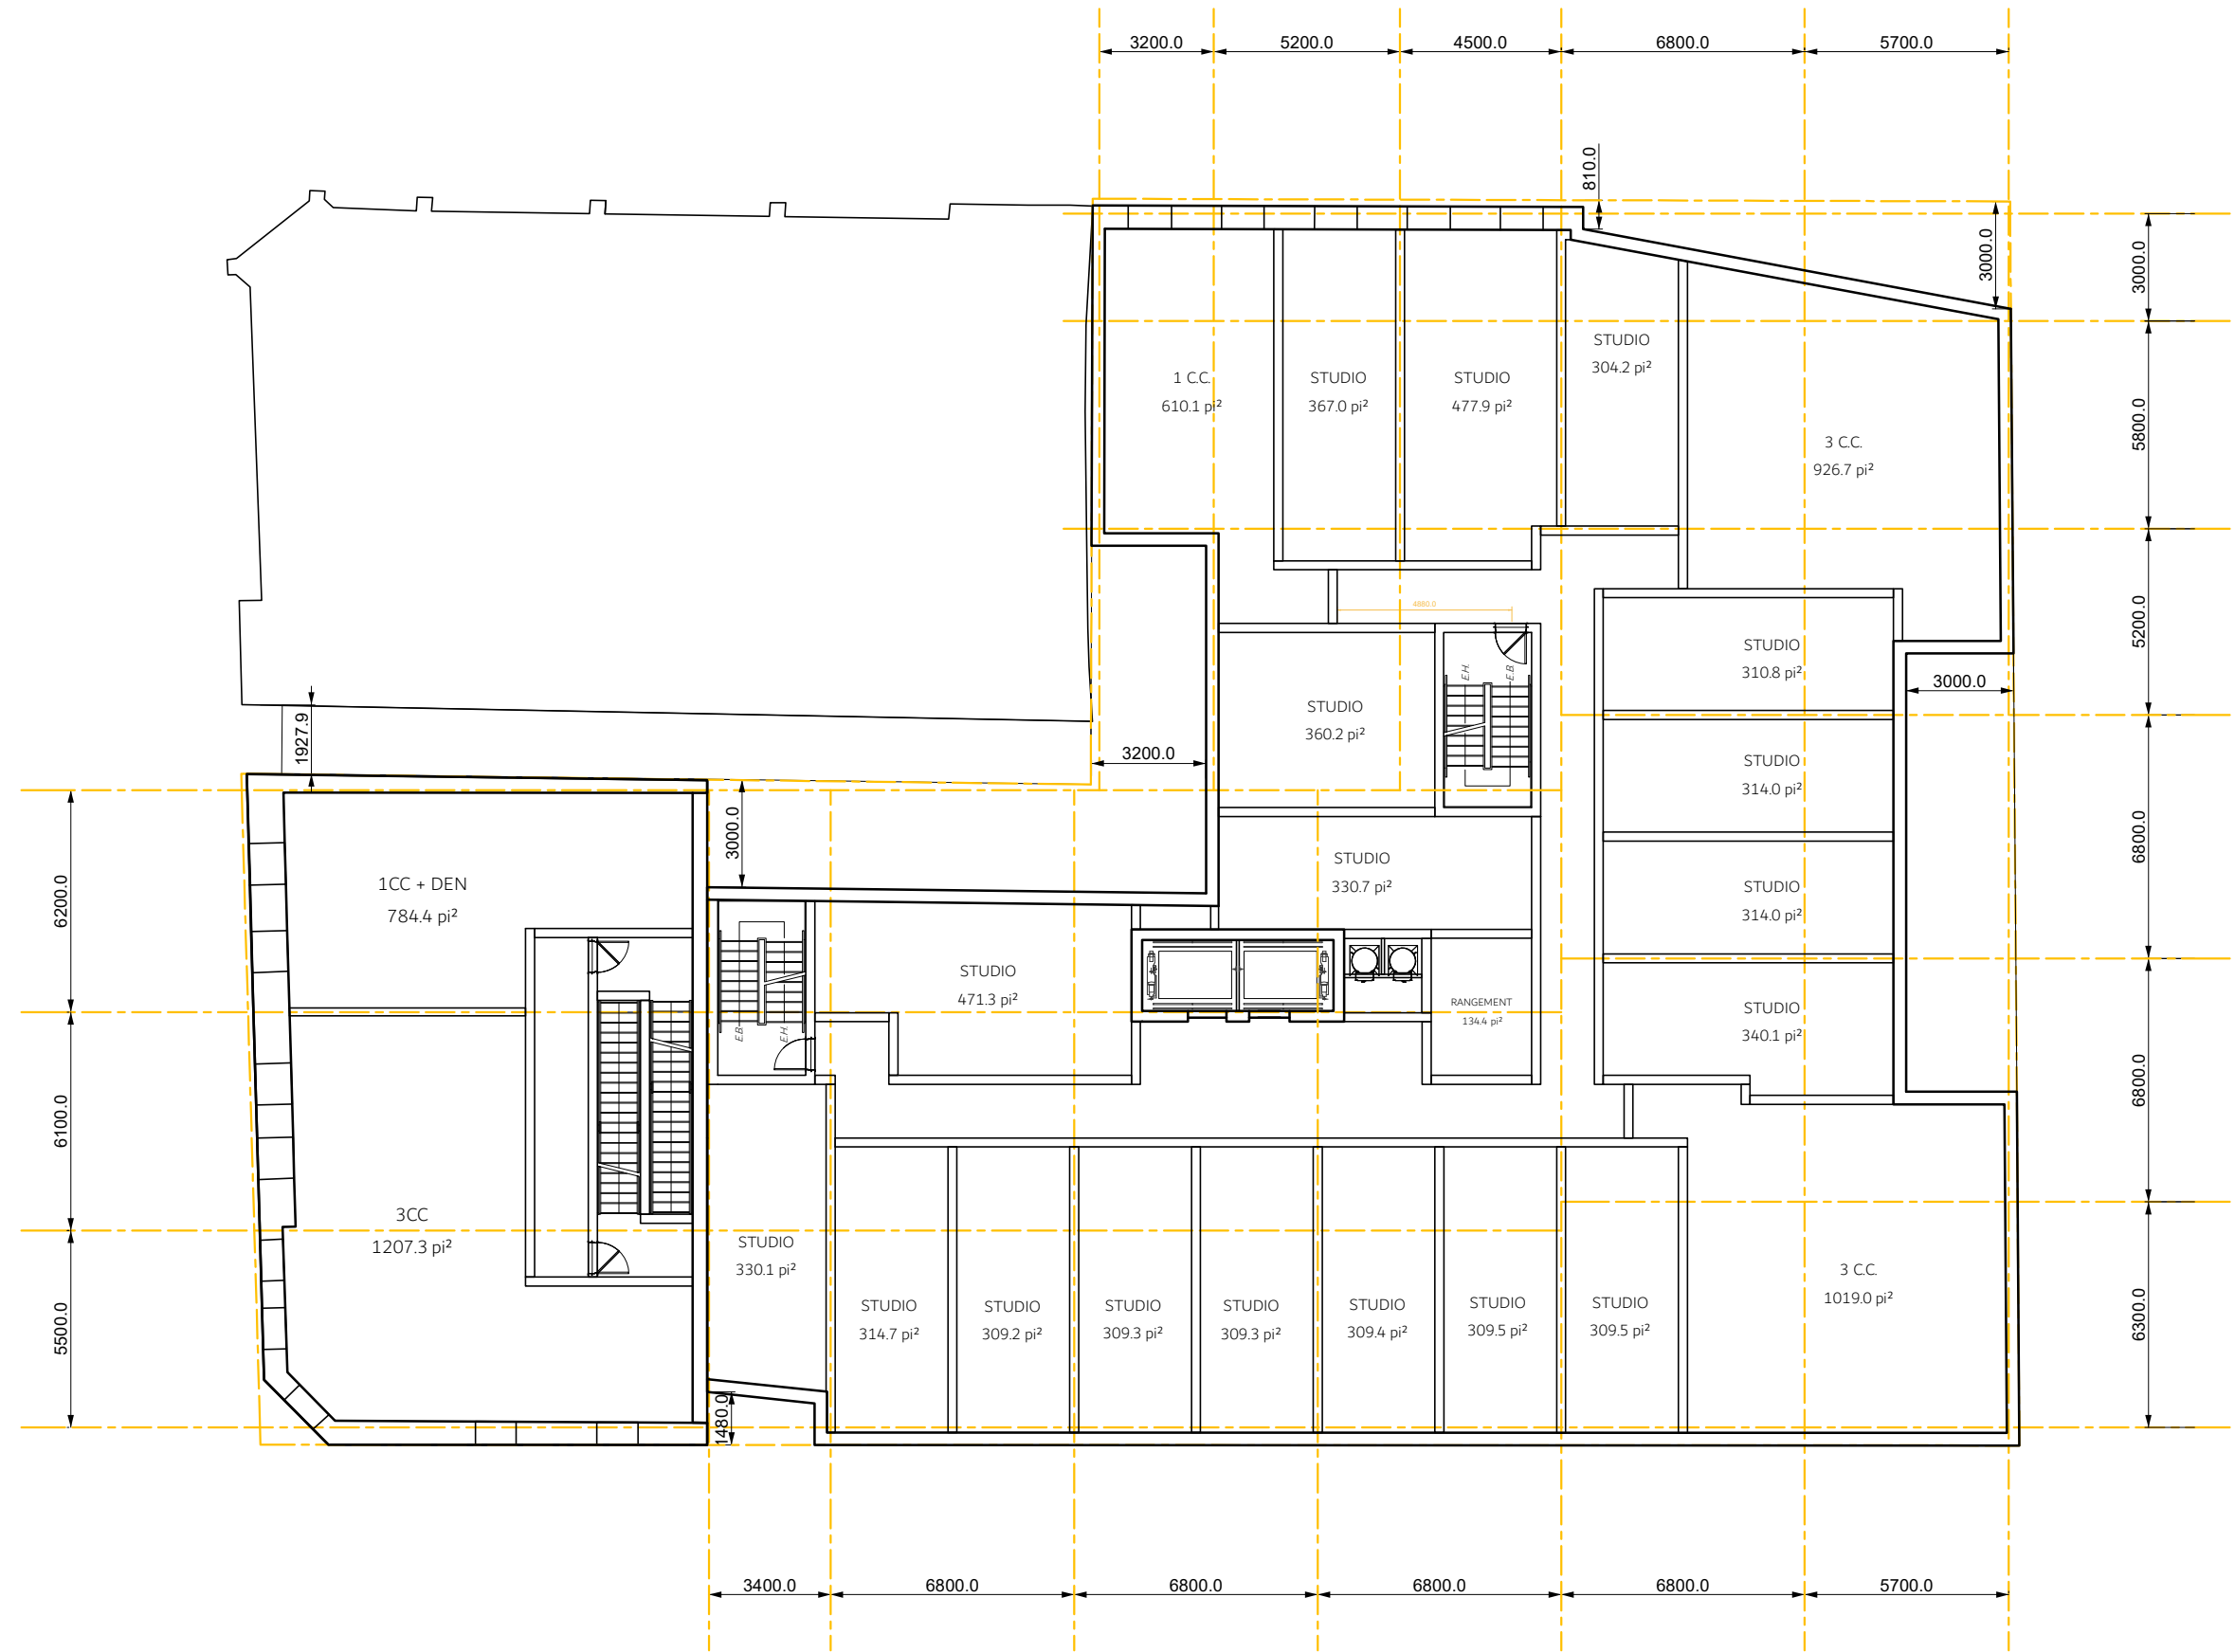 3200.0
5200.0
4500.0
6800.0
5700.0
810.0
3000.0
3000.0
STUDIO
304.2 pi²
1 C.C.
610.1 pi²
STUDIO
367.0 pi²
STUDIO
477.9 pi²
3 C.C.
926.7 pi²
5800.0
4880.0
5200.0
STUDIO
310.8 pi²
E.H.
E.B.
3000.0
STUDIO
360.2 pi²
1927.9
3200.0
STUDIO
314.0 pi²
3000.0
6800.0
STUDIO
330.7 pi²
1CC + DEN
784.4 pi²
6200.0
STUDIO
314.0 pi²
STUDIO
471.3 pi²
RANGEMENT
134.4 pi²
STUDIO
340.1 pi²
E.B.
E.H.
6100.0
6800.0
3CC
1207.3 pi²
STUDIO
330.1 pi²
3 C.C.
1019.0 pi²
5500.0
STUDIO
314.7 pi²
STUDIO
309.2 pi²
STUDIO
309.3 pi²
STUDIO
309.3 pi²
STUDIO
309.4 pi²
STUDIO
309.5 pi²
STUDIO
309.5 pi²
6300.0
1480.0
3400.0
6800.0
6800.0
6800.0
6800.0
5700.0